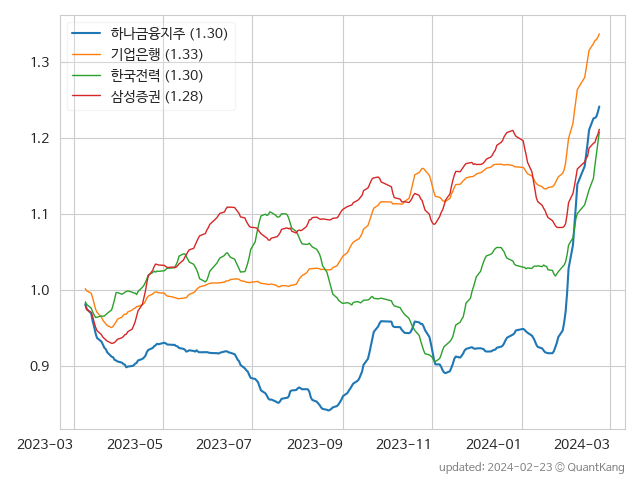 하나금융지주 (1.30)
기업은행 (1.33)
한국전력 (1.30)
삼성증권 (1.28)
1.3
1.2
1.1
1.0
0.9
2023-03 2023-05 2023-07 2023-09 2023-11 2024-01 2024-03
updated: 2024-02-23 © QuantKang